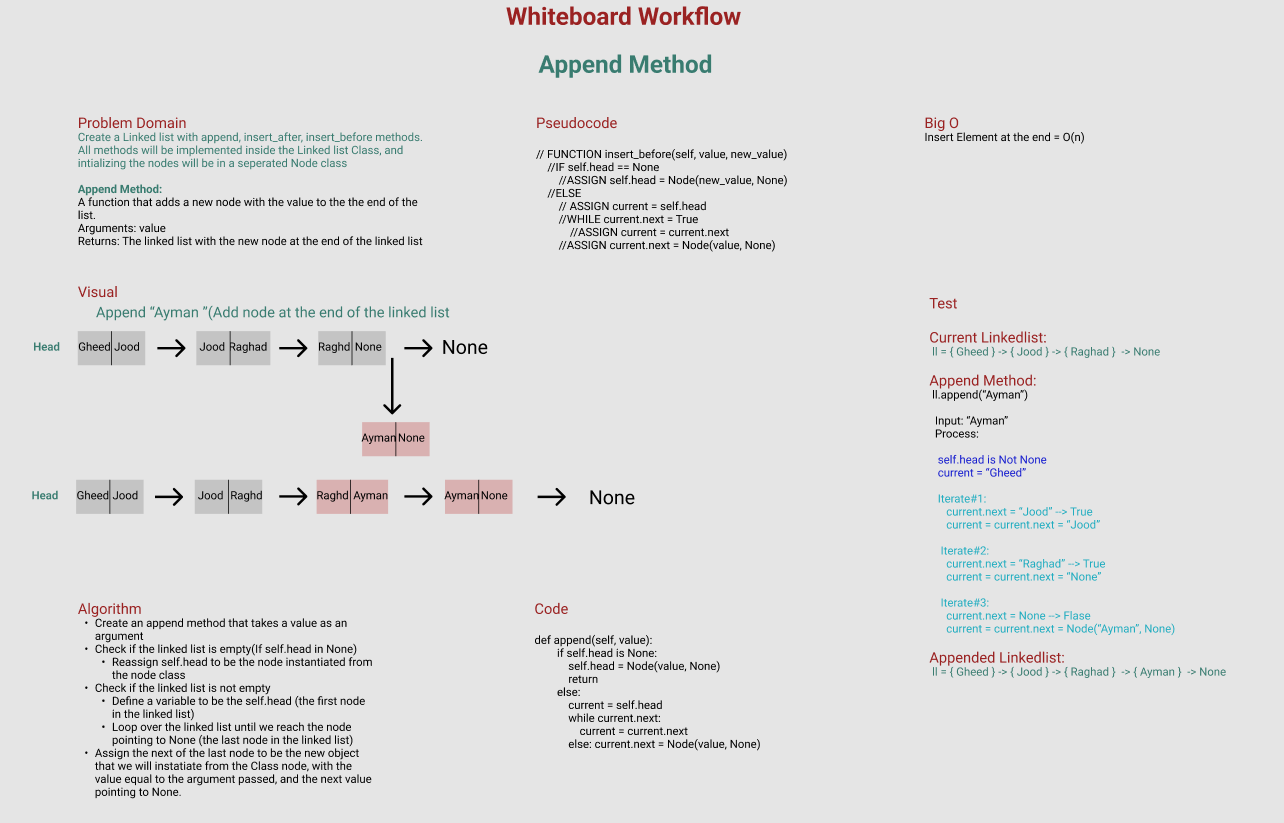 Whiteboard Workflow
Append Method
Problem Domain
Create a Linked list with append, insert_after, insert_before methods.
All methods will be implemented inside the Linked list Class, and
intializing the nodes will be in a seperated Node class
Append Method:
A function that adds a new node with the value to the the end of the
list.
Arguments: value
Returns: The linked list with the new node at the end of the linked list
Pseudocode
// FUNCTION insert_before(self, value, new_value)
//IF self.head == None
//ASSIGN self.head = Node(new_value, None)
//ELSE
// ASSIGN current = self.head
//WHILE current.next = True
//ASSIGN current = current.next
//ASSIGN current.next = Node(value, None)
Big O
Insert Element at the end = O(n)
Visual
Append “Ayman ”(Add node at the end of the linked list
Head Gheed Jood Jood Raghad Raghd None None
Ayman None
Head Gheed Jood Jood Raghd Raghd Ayman Ayman None None
Test
Current Linkedlist:
ll = { Gheed } -> { Jood } -> { Raghad } -> None
Append Method:
ll.append(“Ayman”)
Input: “Ayman”
Process:
self.head is Not None
current = “Gheed”
Iterate#1:
current.next = “Jood” --> True
current = current.next = “Jood”
Iterate#2:
current.next = “Raghad” --> True
current = current.next = “None”
Iterate#3:
current.next = None --> Flase
current = current.next = Node(“Ayman”, None)
Appended Linkedlist:
ll = { Gheed } -> { Jood } -> { Raghad } -> { Ayman } -> None
Algorithm
• Create an append method that takes a value as an
argument
• Check if the linked list is empty(If self.head in None)
• Reassign self.head to be the node instantiated from
the node class
• Check if the linked list is not empty
• Define a variable to be the self.head (the first node
in the linked list)
• Loop over the linked list until we reach the node
pointing to None (the last node in the linked list)
• Assign the next of the last node to be the new object
that we will instatiate from the Class node, with the
value equal to the argument passed, and the next value
pointing to None.
Code
def append(self, value):
if self.head is None:
self.head = Node(value, None)
return
else:
current = self.head
while current.next:
current = current.next
else: current.next = Node(value, None)